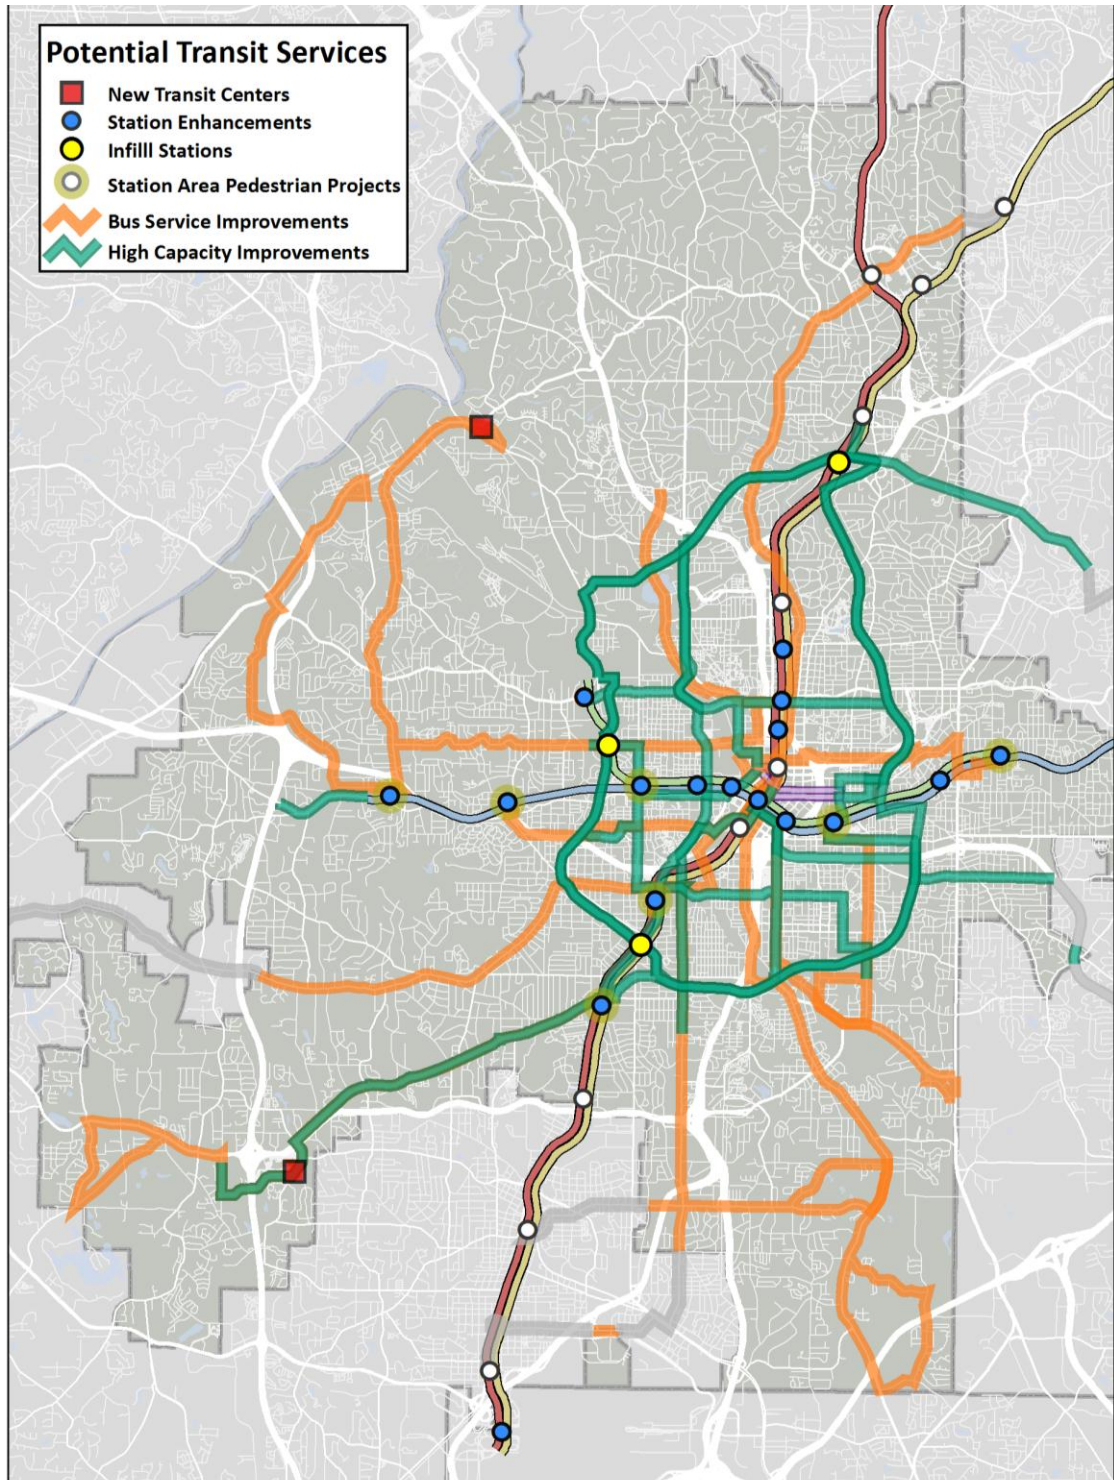 Potential Transit Services
New Transit Centers
Station Enhancements
Infilll Stations
Station Area Pedestrian Projects
Bus Service Improvements
High Capacity Improvements